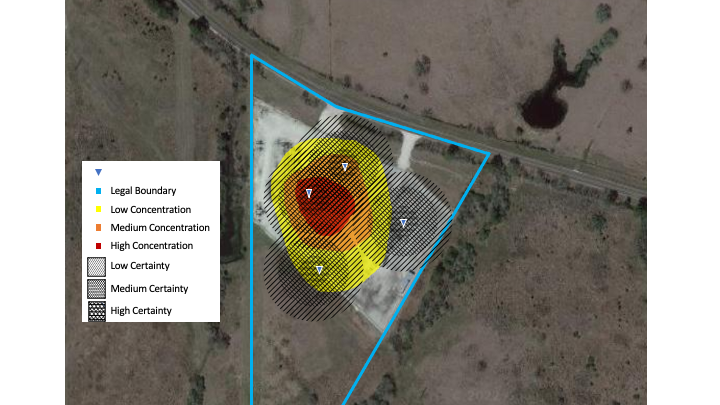 Legal Boundary
Low Concentration
Medium Concentration
High Concentration
Low Certainty
Medium Certainty
High Certainty